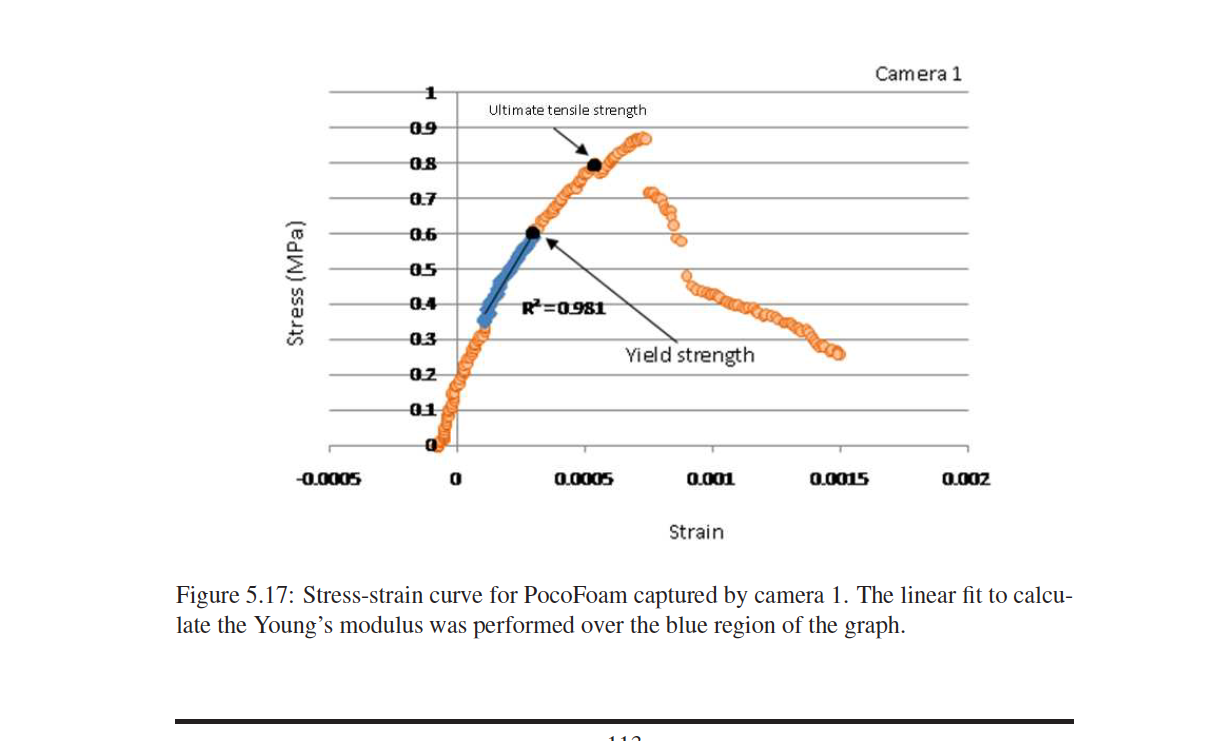 Camera 1
Ultimate tensile strength
1
0.9
0.8
0.7
0.6
0.5
0.4
0.3
0.2
0.1
0
R²=0.981
Yield strength
Stress (MPa)
-0.0005 0 0.0005 0.001 0.0015 0.002
Strain
Figure 5.17: Stress-strain curve for PocoFoam captured by camera 1. The linear fit to calcu-
late the Young's modulus was performed over the blue region of the graph.